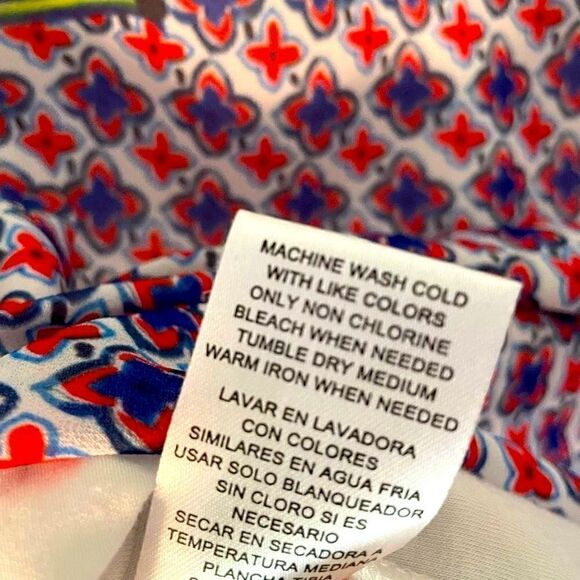 MACHINE WASH COLD
WITH LIKE COLORS
ONLY NON CHLORINE
BLEACH WHEN NEEDED
TUMBLE DRY MEDIUM
WARM IRON WHEN NEEDED
LAVAR EN LAVADORA
CON COLORES
SIMILARES EN AGUA FRIA
USAR SOLO BLANQUEADOR
SIN CLORO SI ES
NECESARIO
SECAR EN SECADORA A
TEMPERATURA MEDIANA
PLANCHA TIBIA